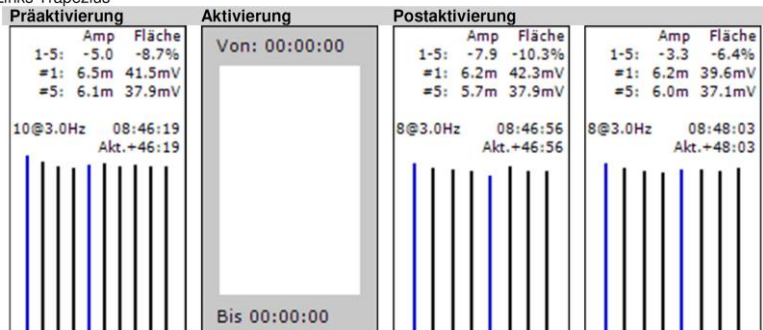 Links Trapezius
Präaktivierung
Amp Fläche
1-5: -5.0 -8.7%
#1: 6.5m 41.5mV
#5: 6.1m 37.9mV
10@3.0Hz 08:46:19
Akt.+46:19
Aktivierung
Von: 00:00:00
Bis 00:00:00
Postaktivierung
Amp Fläche
1-5: -7.9 -10.3%
#1: 6.2m 42.3mV
#5: 5.7m 37.9mV
8@3.0Hz 08:46:56
Akt.+46:56
Amp Fläche
1-5: -3.3 -6.4%
#1: 6.2m 39.6mV
#5: 6.0m 37.1mV
8@3.0Hz 08:48:03
Akt.+48:03